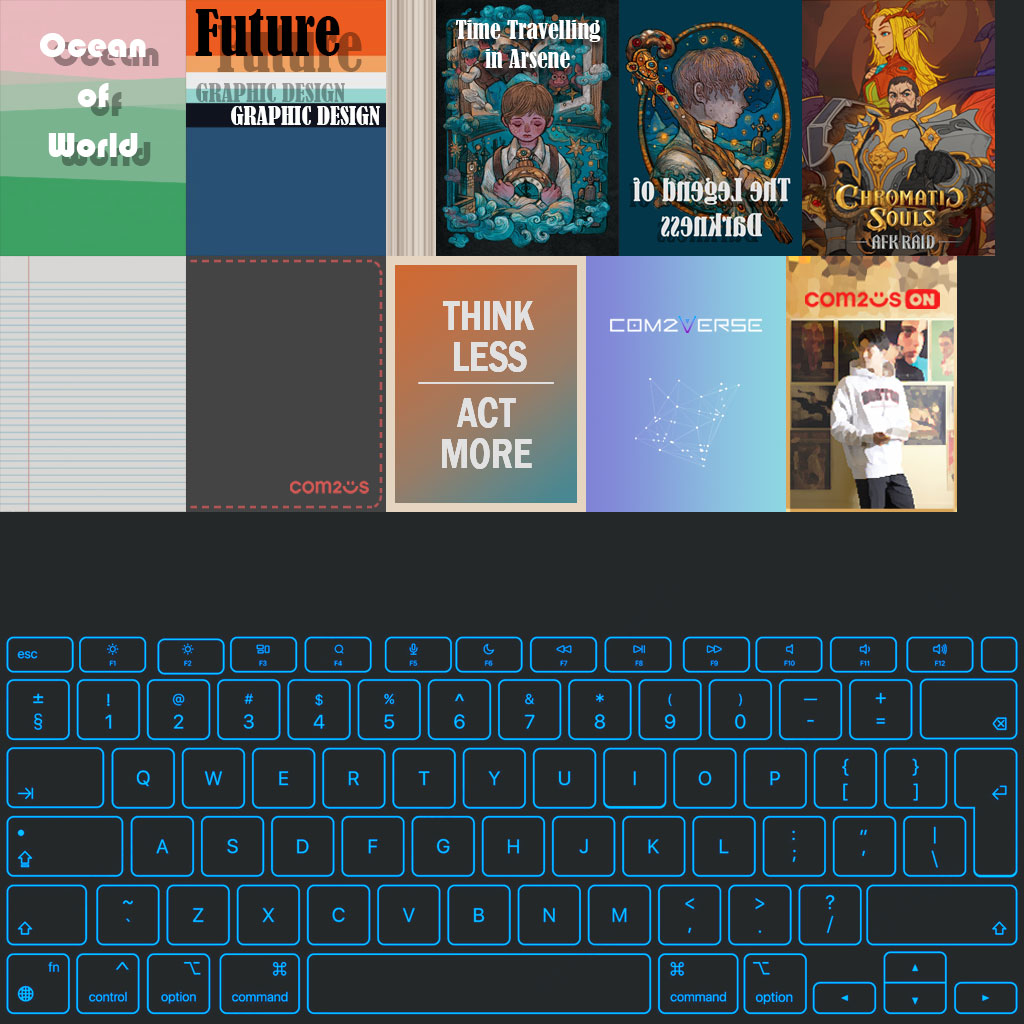 Ocean
of
World
Future
GRAPHIC DESIGN
GRAPHIC DESIGN
Time Travelling
in Arsene
The Legend of
Darkness
CHROMATIC
SOULS
AFK RAID
com2us
THINK
LESS
ACT
MORE
COM2VERSE
com2us ON
BOSTON
esc F1 F2 F3 F4 F5 F6 F7 F8 F9 F10 F11 F12
± ! @ # $ % ^ & * ( ) — +
§ 1 2 3 4 5 6 7 8 9 0 - =
Q W E R T Y U I O P { }
[ ]
A S D F G H J K L : " |
; ' \
~ Z X C V B N M < > ?
` , . /
fn
control option command command option